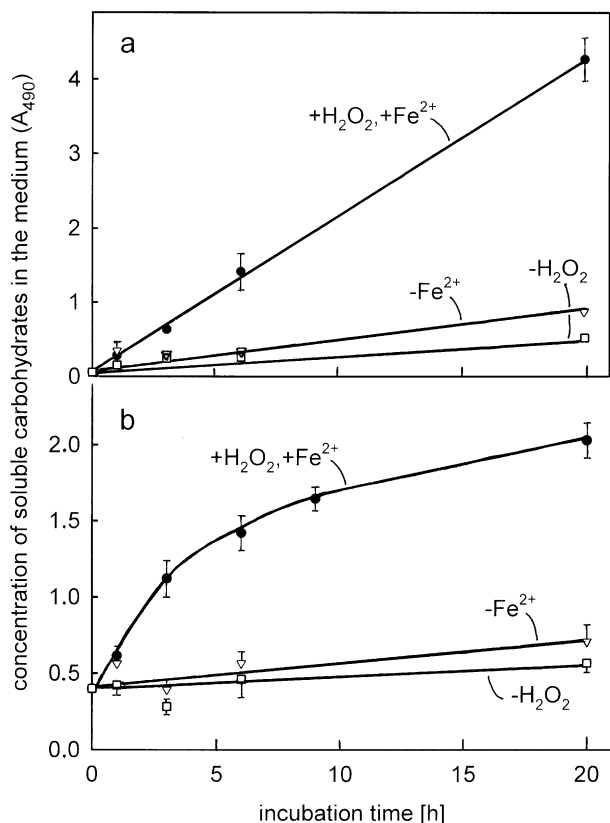 a
4
3
2
1
0
+H₂O₂,+Fe²⁺
-H₂O₂
-Fe²⁺
b
2.0
1.5
1.0
0.5
0.0
+H₂O₂,+Fe²⁺
-Fe²⁺
-H₂O₂
0
5
10
15
20
concentration of soluble carbohydrates in the medium (A₄₉₀)
incubation time [h]